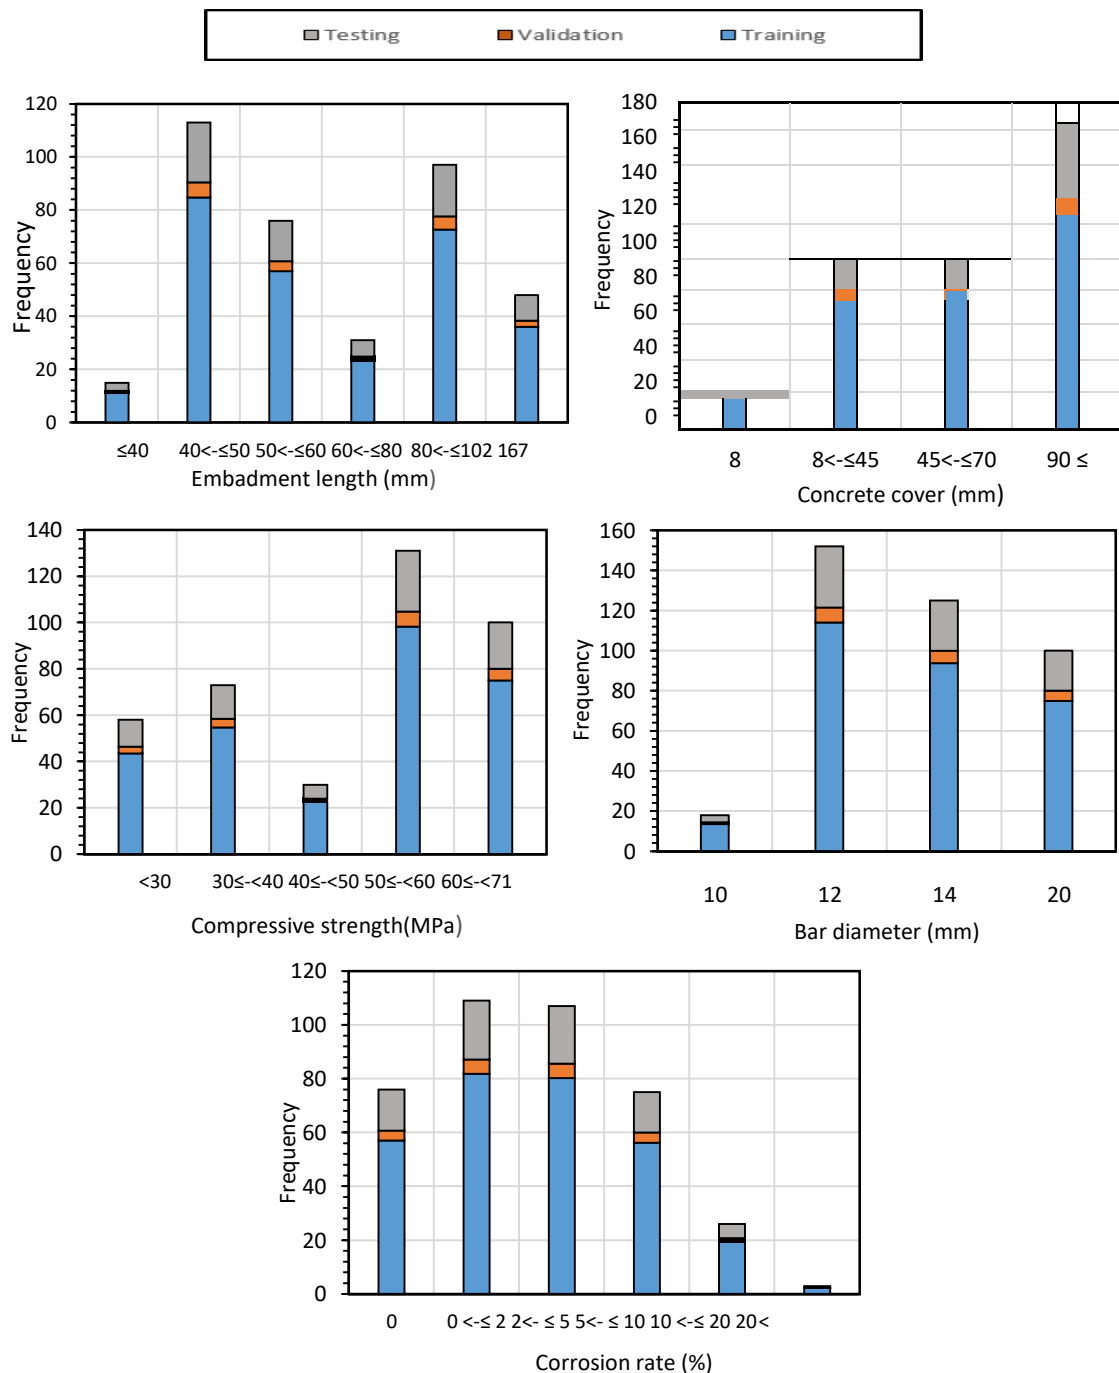 Testing Validation Training
120
100
80
60
40
20
0
Frequency
≤40 40<-≤50 50<-≤60 60<-≤80 80<-≤102 167
Embadment length (mm)
180
160
140
120
100
80
60
40
20
0
Frequency
8 8<-≤45 45<-≤70 90 ≤
Concrete cover (mm)
140
120
100
80
60
40
20
0
Frequency
<30 30≤-<40 40≤-<50 50≤-<60 60≤-<71
Compressive strength(MPa)
160
140
120
100
80
60
40
20
0
Frequency
10 12 14 20
Bar diameter (mm)
120
100
80
60
40
20
0
Frequency
0 0 <-≤ 2 2<- ≤ 5 5<- ≤ 10 10 <-≤ 20 20<
Corrosion rate (%)